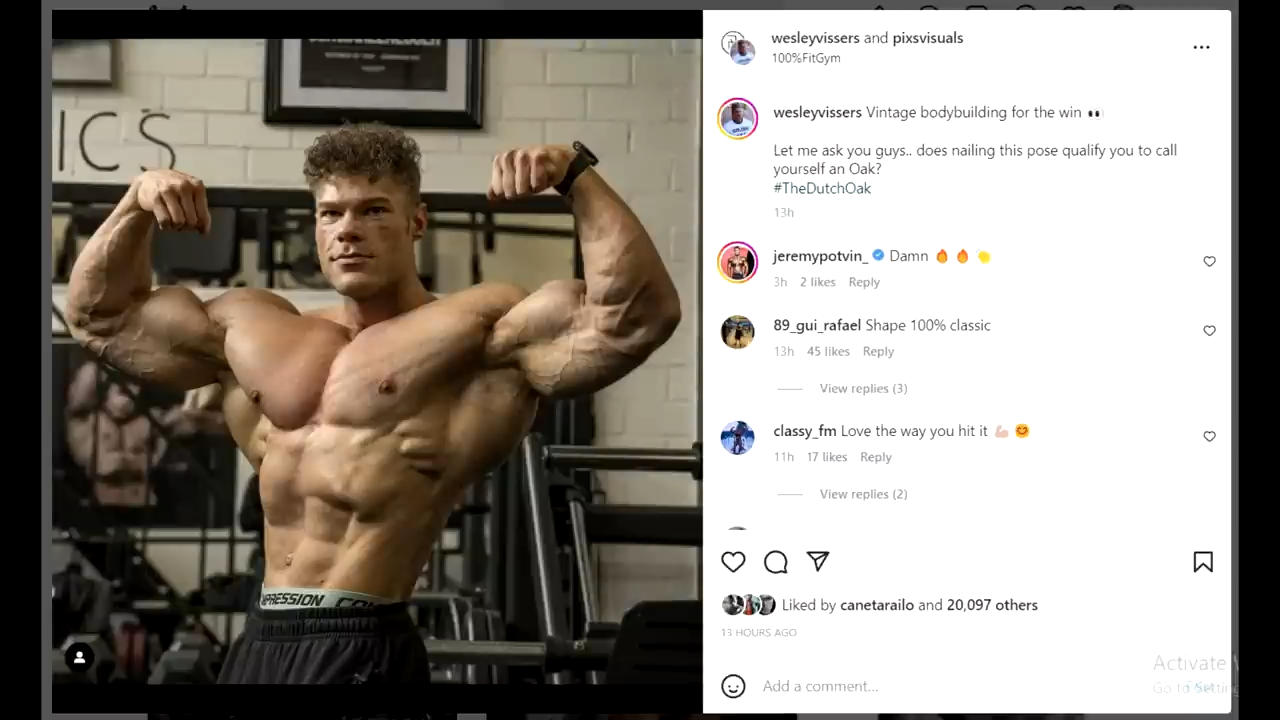 ICS
wesleyvissers and pixsvisuals
100%FitGym
wesleyvissers Vintage bodybuilding for the win 👀
Let me ask you guys.. does nailing this pose qualify you to call
yourself an Oak?
#TheDutchOak
13h
jeremypotvin_ Damn 🔥 🔥 👏
3h 2 likes Reply
89_gui_rafael Shape 100% classic
13h 45 likes Reply
View replies (3)
classy_fm Love the way you hit it 💪🏻 😊
11h 17 likes Reply
View replies (2)
Liked by canetarailo and 20,097 others
13 HOURS AGO
Add a comment...
Activate
Go to Settin